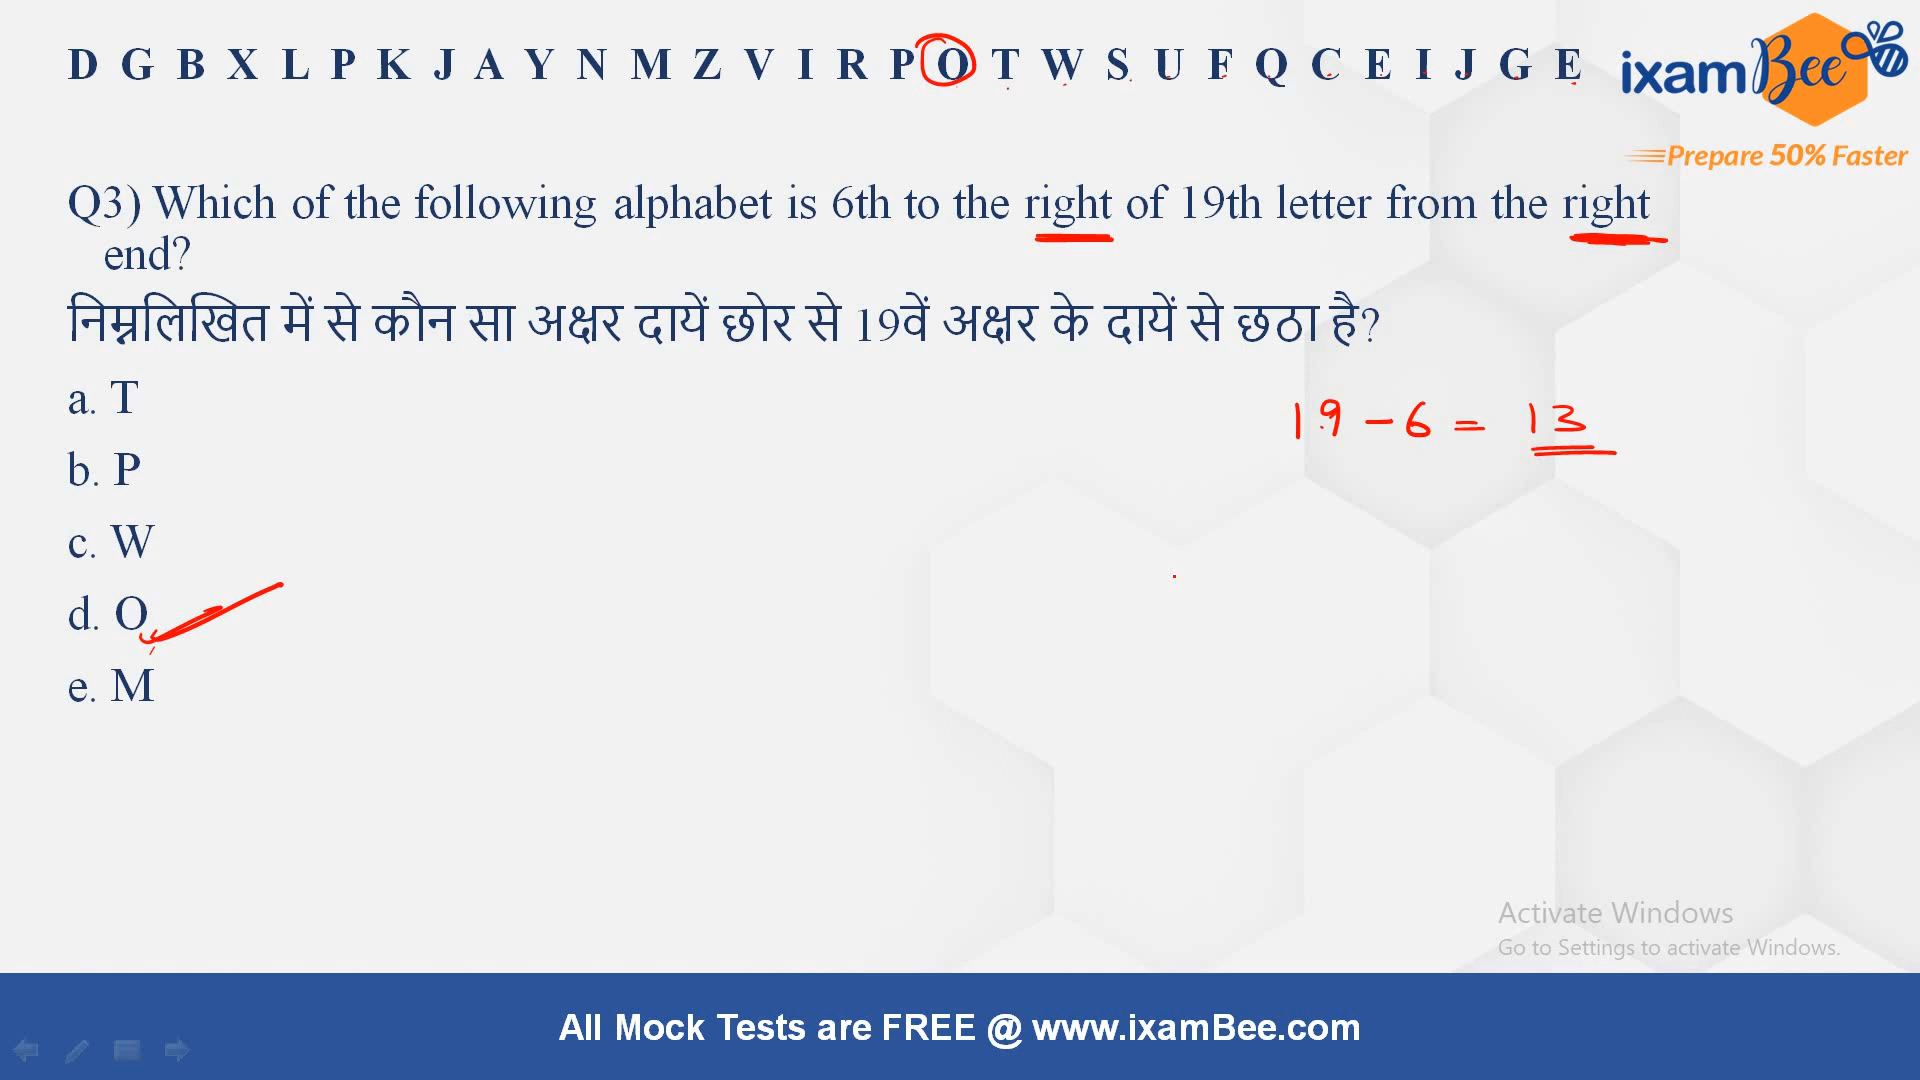 D G B X L P K J A Y N M Z V I R P O T W S U F Q C E I J G E
ixamBee
Prepare 50% Faster
Q3) Which of the following alphabet is 6th to the right of 19th letter from the right
end?
निम्नलिखित में से कौन सा अक्षर दायें छोर से 19वें अक्षर के दायें से छठा है?
a. T
19 - 6 = 13
b. P
c. W
d. O
e. M
Activate Windows
Go to Settings to activate Windows.
All Mock Tests are FREE @ www.ixamBee.com